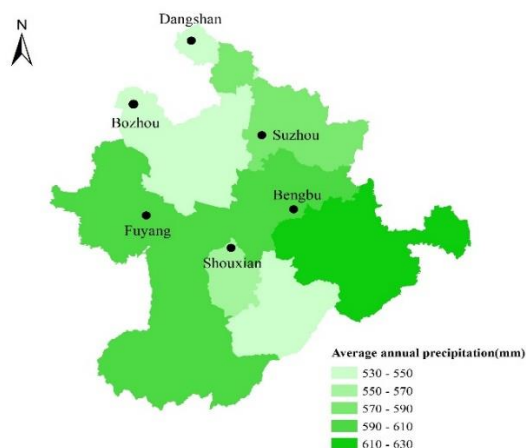 Dangshan
N
Bozhou
Suzhou
Bengbu
Fuyang
Shouxian
Average annual precipitation(mm)
530 - 550
550 - 570
570 - 590
590 - 610
610 - 630